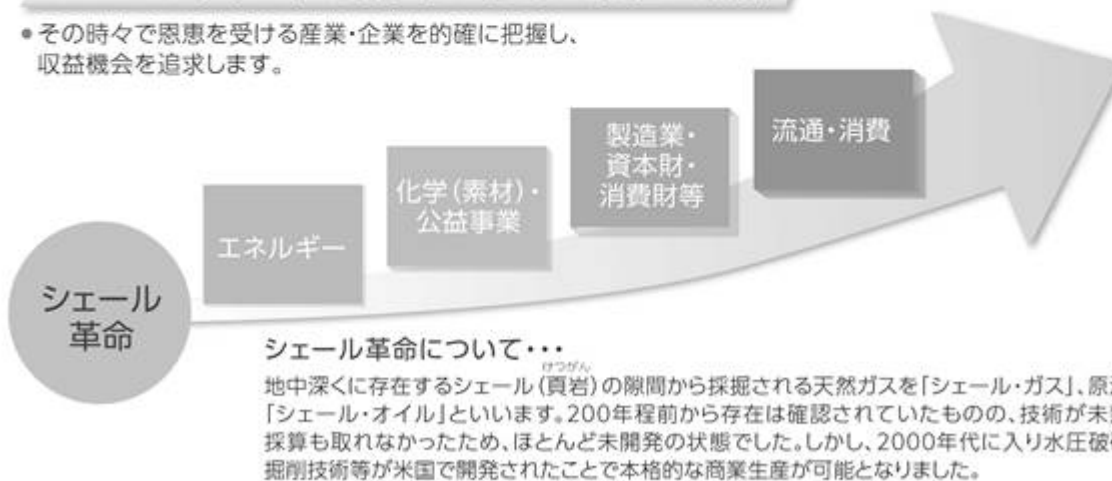 •その時々で恩恵を受ける産業・企業を的確に把握し、
収益機会を追求します。
流通・消費
製造業・
資本財・
消費財等
化学(素材)・
公益事業
エネルギー
シェール
革命
シェール革命について・・・
けつがん
地中深くに存在するシェール(頁岩)の隙間から採掘される天然ガスを「シェール・ガス」、
「シェール・オイル」といいます。200年程前から存在は確認されていたものの、技術が未
採算も取れなかったため、ほとんど未開発の状態でした。しかし、2000年代に入り水圧破
掘削技術等が米国で開発されたことで本格的な商業生産が可能となりました。